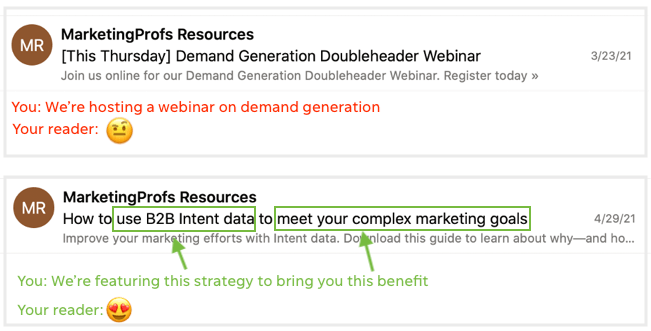 MR
MarketingProfs Resources
[This Thursday] Demand Generation Doubleheader Webinar 3/23/21
Join us online for our Demand Generation Doubleheader Webinar. Register today »
You: We're hosting a webinar on demand generation
Your reader:
MR
MarketingProfs Resources
How to use B2B Intent data to meet your complex marketing goals 4/29/21
Improve your marketing efforts with Intent data. Download this guide to learn about why—and ho...
You: We're featuring this strategy to bring you this benefit
Your reader: